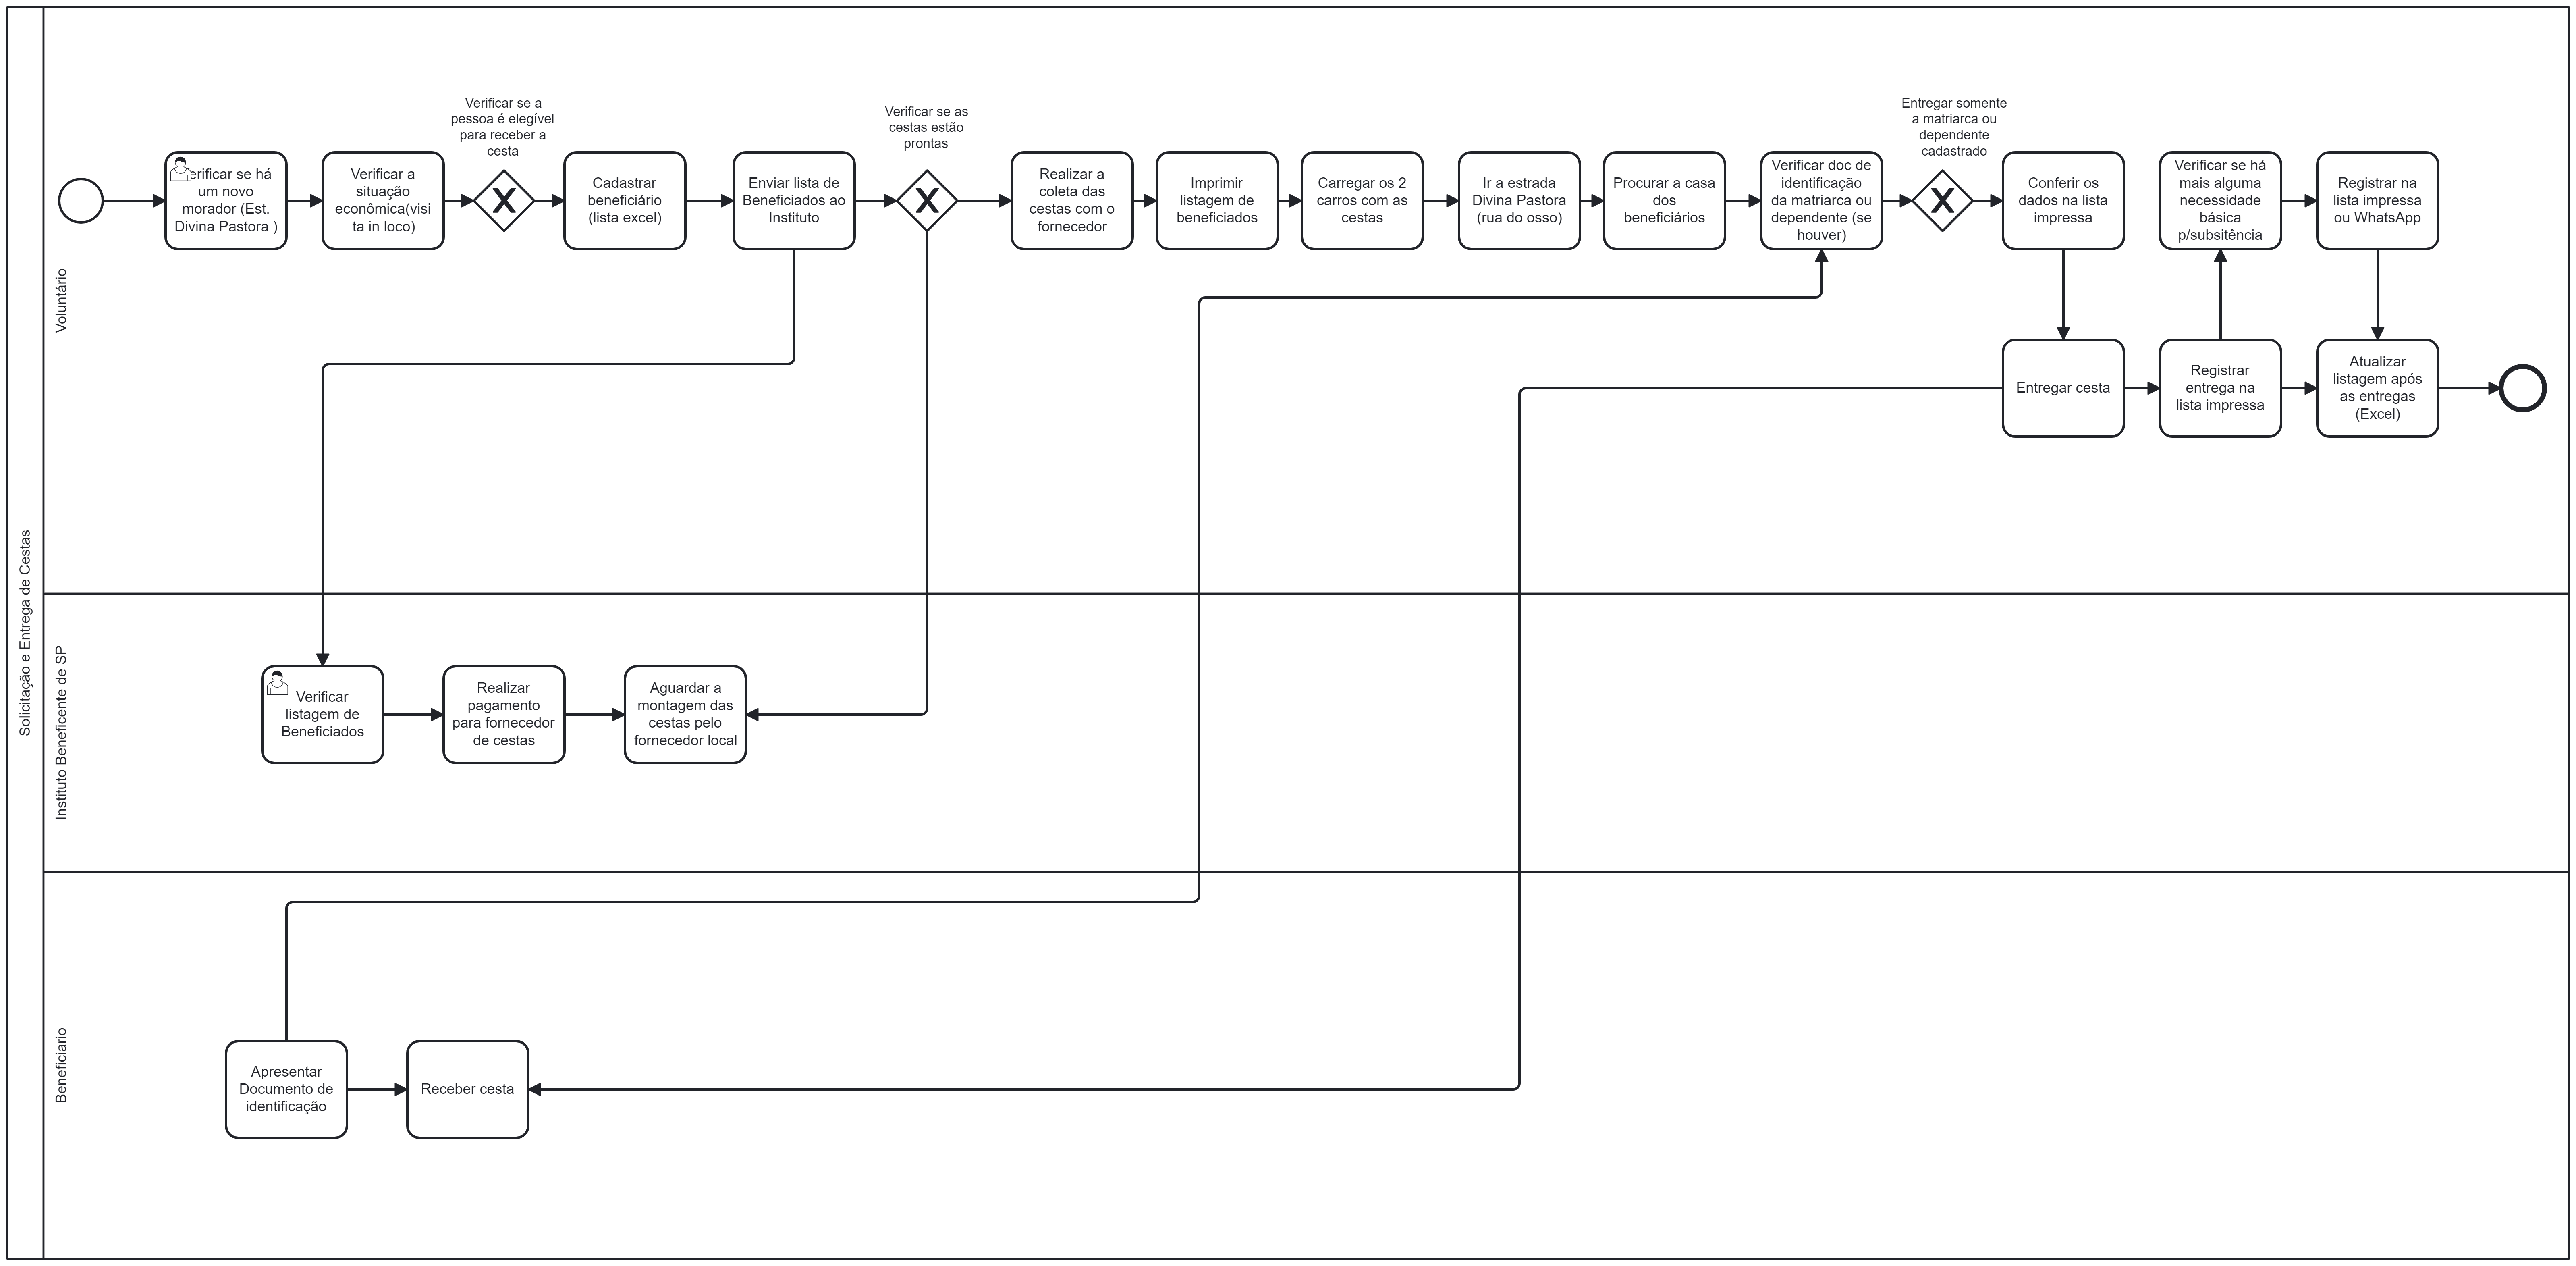 Solicitação e Entrega de Cestas
Voluntário
erificar se há
um novo
morador (Est.
Divina Pastora )
Verificar a
situação
econômica(visi
ta in loco)
Verificar se a
pessoa é elegível
para receber a
cesta
Cadastrar
beneficiário
(lista excel)
Enviar lista de
Beneficiados ao
Instituto
Verificar se as
cestas estão
prontas
Realizar a
coleta das
cestas com o
fornecedor
Imprimir
listagem de
beneficiados
Carregar os 2
carros com as
cestas
Ir a estrada
Divina Pastora
(rua do osso)
Procurar a casa
dos
beneficiários
Verificar doc de
identificação
da matriarca ou
dependente (se
houver)
Entregar somente
a matriarca ou
dependente
cadastrado
Conferir os
dados na lista
impressa
Verificar se há
mais alguma
necessidade
básica
p/subsitência
Registrar na
lista impressa
ou WhatsApp
Entregar cesta
Registrar
entrega na
lista impressa
Atualizar
listagem após
as entregas
(Excel)
Instituto Beneficente de SP
Verificar
listagem de
Beneficiados
Realizar
pagamento
para fornecedor
de cestas
Aguardar a
montagem das
cestas pelo
fornecedor local
Beneficiario
Apresentar
Documento de
identificação
Receber cesta